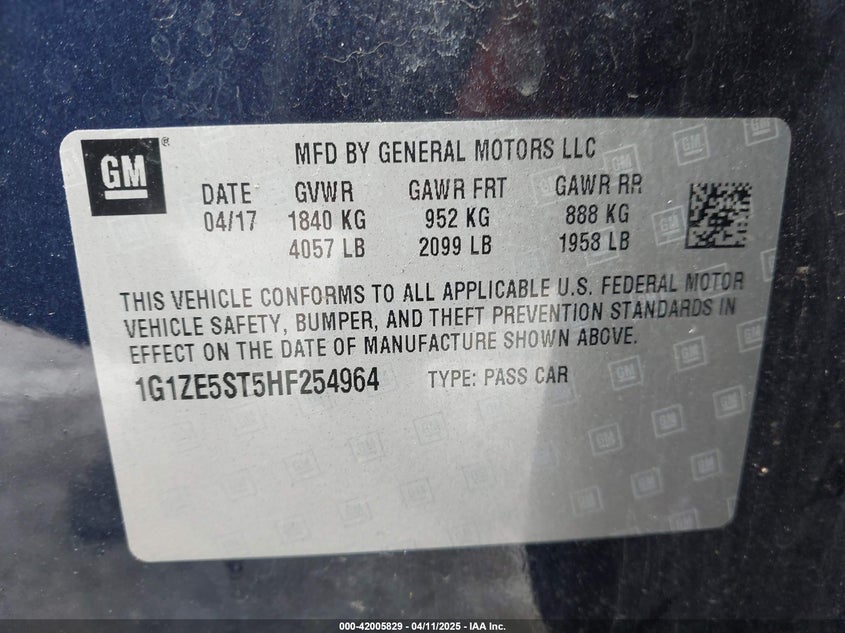 GM®
MFD BY GENERAL MOTORS LLC
DATE GVWR GAWR FRT GAWR RR
04/17 1840 KG 952 KG 888 KG
4057 LB 2099 LB 1958 LB
THIS VEHICLE CONFORMS TO ALL APPLICABLE U.S. FEDERAL MOTOR
VEHICLE SAFETY, BUMPER, AND THEFT PREVENTION STANDARDS IN
EFFECT ON THE DATE OF MANUFACTURE SHOWN ABOVE.
1G1ZE5ST5HF254964 TYPE: PASS CAR
000-42005829 - 04/11/2025 - IAA Inc.